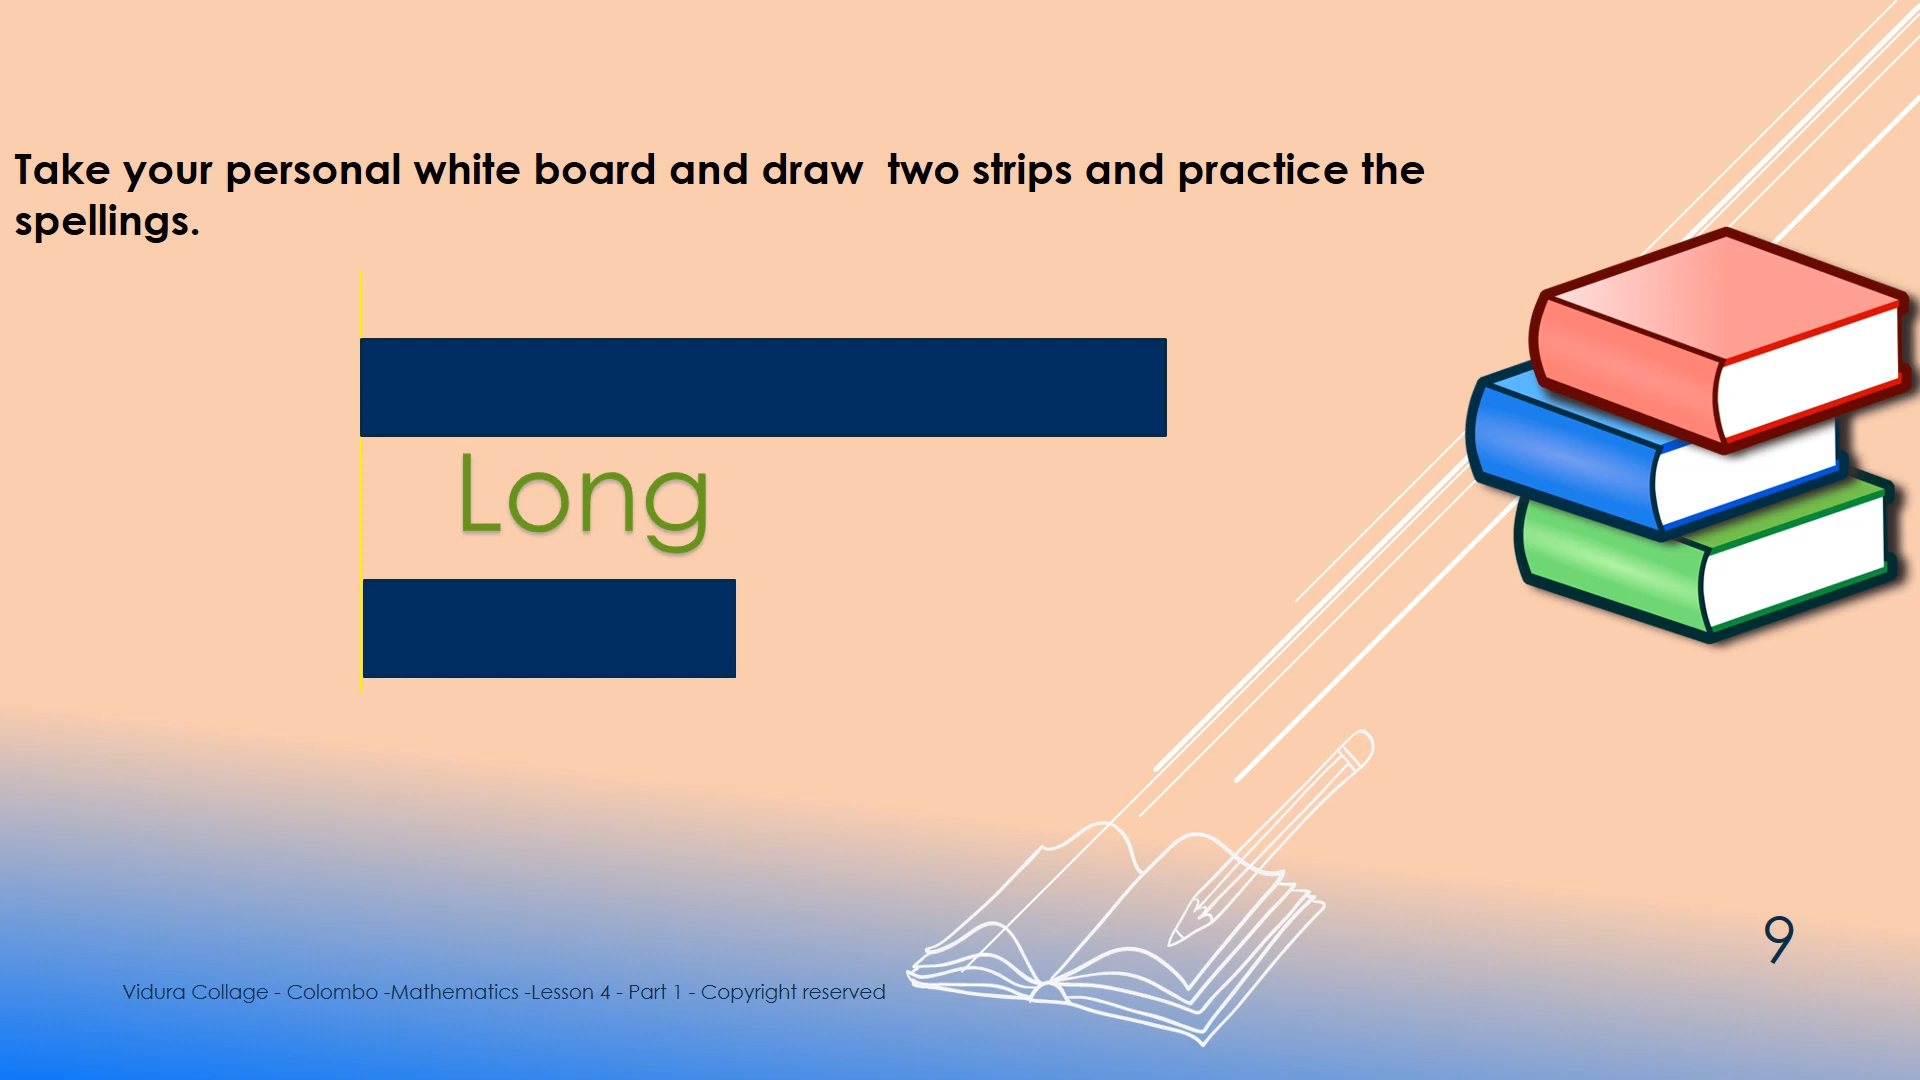 Take your personal white board and draw  two strips and practice the
spellings.
Long
9
Vidura Collage - Colombo -Mathematics -Lesson 4 - Part 1 - Copyright reserved